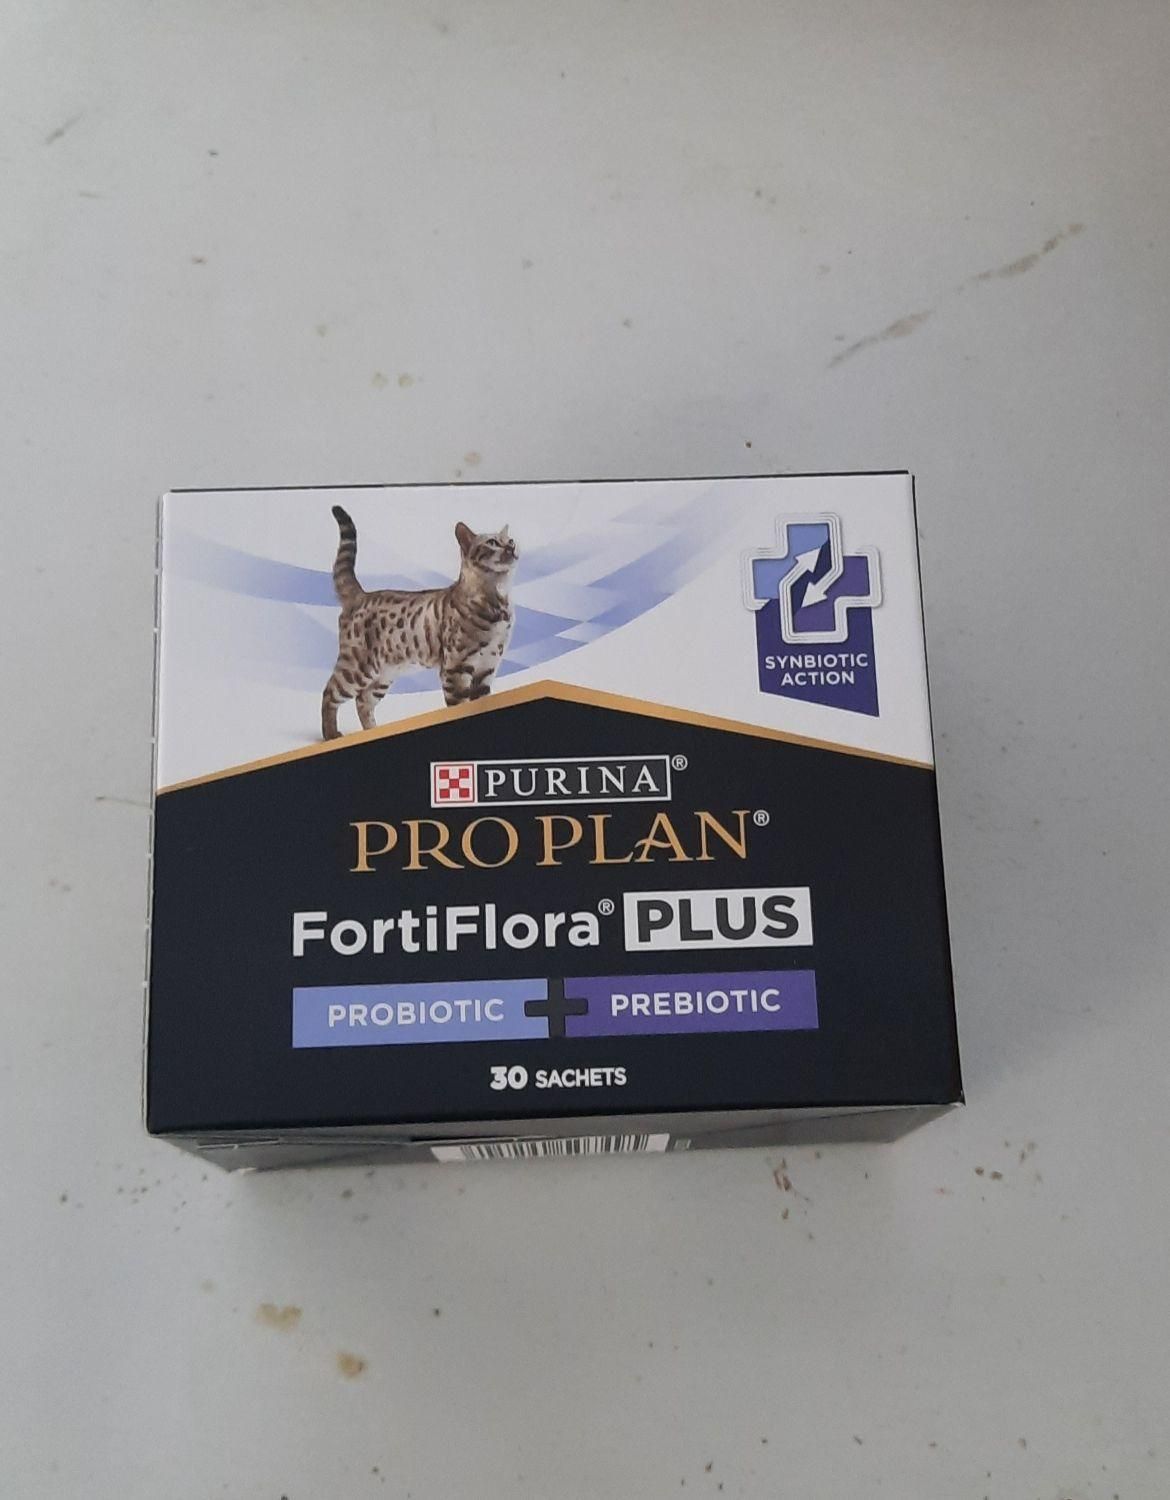 SYNBIOTIC
ACTION
PURINA®
PRO PLAN®
FortiFlora® PLUS
PROBIOTIC + PREBIOTIC
30 SACHETS